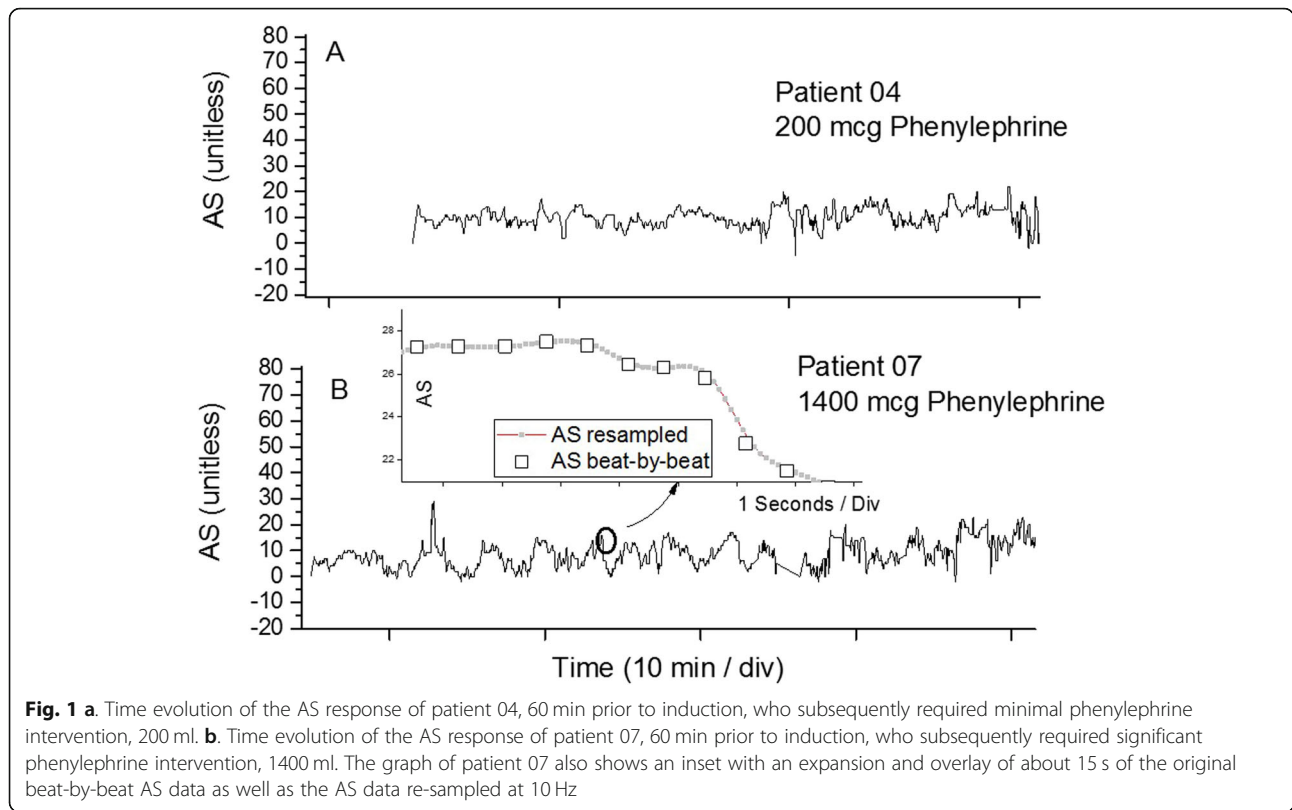 A
80
70
60
50
40
30
20
10
0
-10
-20
AS (unitless)
Patient 04
200 mcg Phenylephrine
B
80
70
60
50
40
30
20
10
0
-10
-20
AS (unitless)
28
26
24
22
AS
AS resampled
AS beat-by-beat
1 Seconds / Div
Patient 07
1400 mcg Phenylephrine
Time (10 min / div)
Fig. 1 a. Time evolution of the AS response of patient 04, 60 min prior to induction, who subsequently required minimal phenylephrine
intervention, 200 ml. b. Time evolution of the AS response of patient 07, 60 min prior to induction, who subsequently required significant
phenylephrine intervention, 1400 ml. The graph of patient 07 also shows an inset with an expansion and overlay of about 15 s of the original
beat-by-beat AS data as well as the AS data re-sampled at 10 Hz